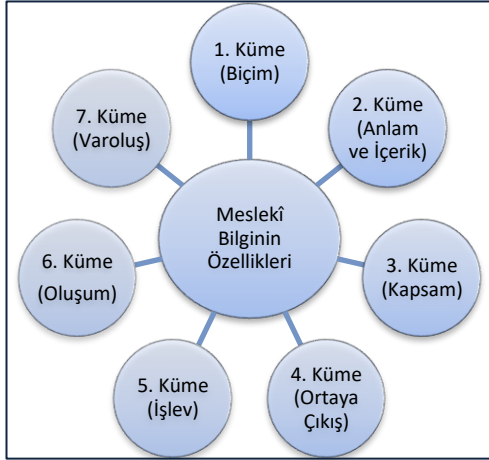 1. Küme
(Biçim)
2. Küme
(Anlam
ve İçerik)
3. Küme
(Kapsam)
4. Küme
(Ortaya
Çıkış)
5. Küme
(İşlev)
6. Küme
(Oluşum)
7. Küme
(Varoluş)
Meslekî
Bilginin
Özellikleri